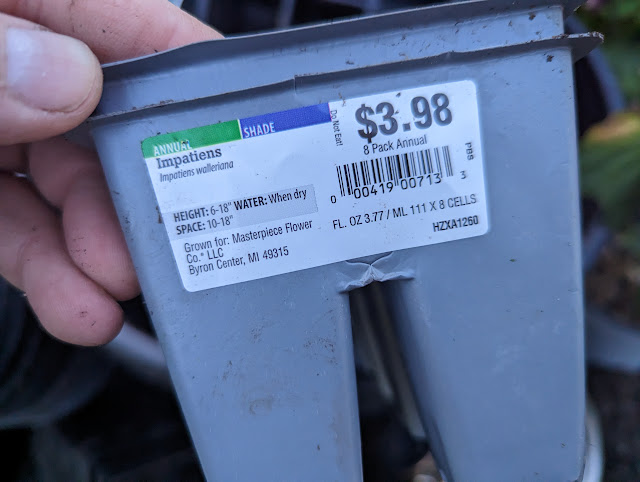 ANNUAL
SHADE
Do Not Eat
Impatiens
Impatiens walleriana
HEIGHT: 6-18" WATER: When dry
SPACE: 10-18"
Grown for: Masterpiece Flower
Co.® LLC
Byron Center, MI 49315
$3.98
8 Pack Annual
PBS
0 00419 00713 3
FL. OZ 3.77 / ML 111 X 8 CELLS
HZXA1260